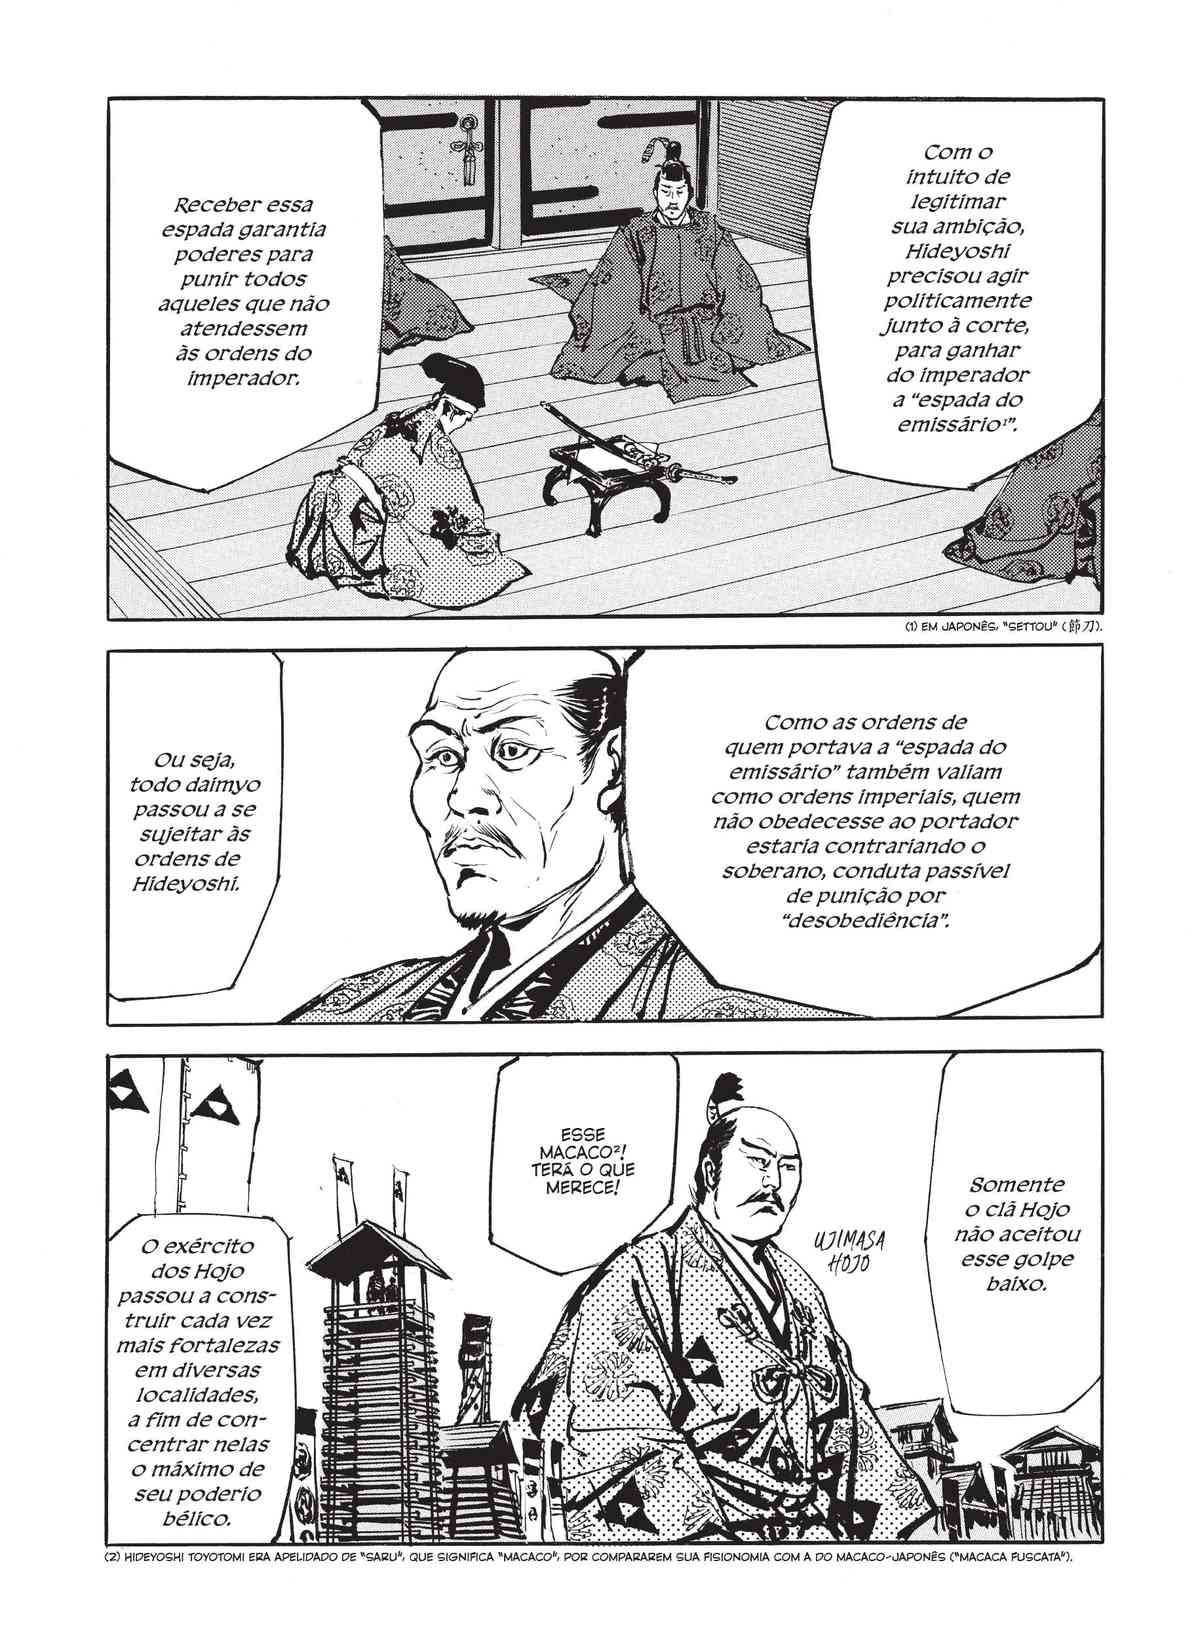 Com o
intuito de
legitimar
sua ambição,
Hideyoshi
precisou agir
politicamente
junto à corte,
para ganhar
do imperador
a “espada do
emissário¹”.
Receber essa
espada garantia
poderes para
punir todos
aqueles que não
atendessem
às ordens do
imperador.
(1) EM JAPONÊS, “SETTOU” (節刀).
Como as ordens de
quem portava a “espada do
emissário” também valiam
como ordens imperiais, quem
não obedecesse ao portador
estaria contrariando o
soberano, conduta passível
de punição por
“desobediência”.
Ou seja,
todo daimyo
passou a se
sujeitar às
ordens de
Hideyoshi.
Somente
o clã Hojo
não aceitou
esse golpe
baixo.
UJIMASA
HOJO
ESSE
MACACO²!
TERÁ O QUE
MERECE!
O exército
dos Hojo
passou a cons-
truir cada vez
mais fortalezas
em diversas
localidades,
a fim de con-
centrar nelas
o máximo de
seu poderio
bélico.
(2) HIDEYOSHI TOYOTOMI ERA APELIDADO DE “SARU”, QUE SIGNIFICA “MACACO”, POR COMPARAREM SUA FISIONOMIA COM A DO MACACO-JAPONÊS (“MACACA FUSCATA”).